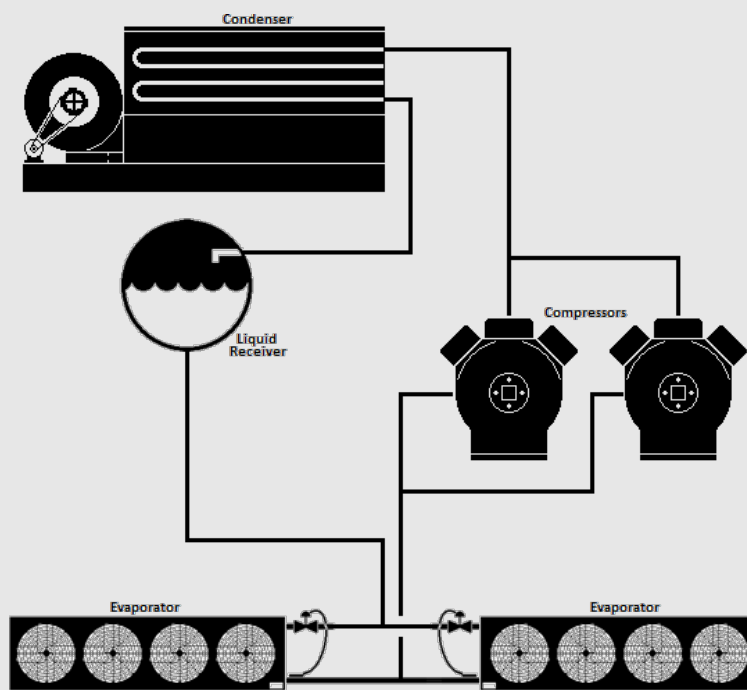 Condenser
Compressors
Liquid
Receiver
Evaporator
Evaporator